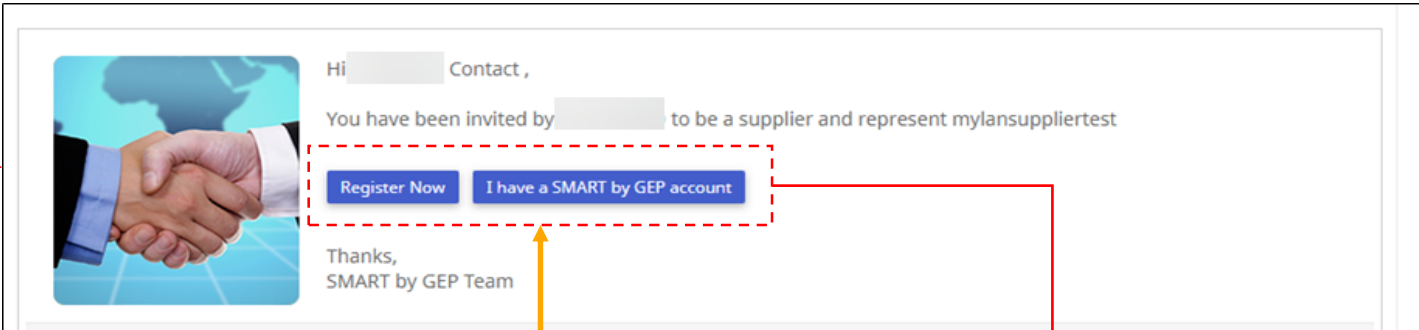 Hi Contact ,
You have been invited by to be a supplier and represent mylansuppliertest
Register Now I have a SMART by GEP account
Thanks,
SMART by GEP Team